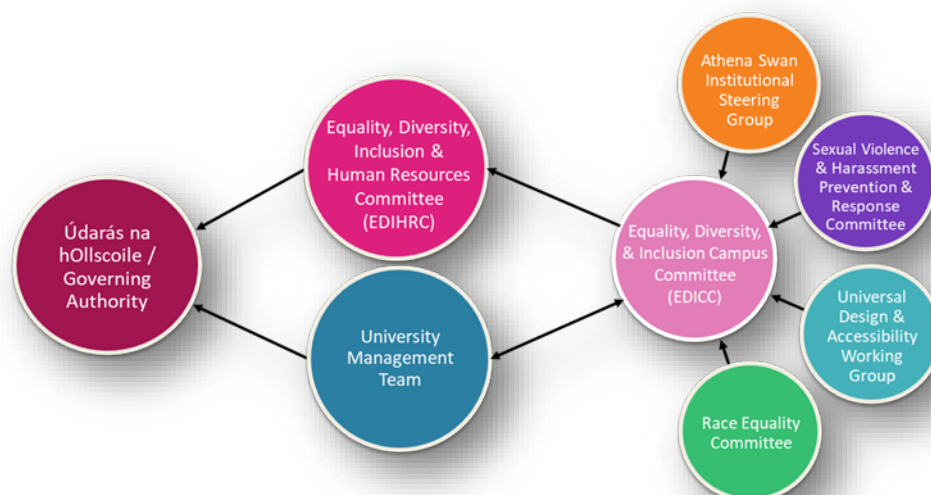 Údarás na
hOllscoile /
Governing
Authority
Equality, Diversity,
Inclusion &
Human Resources
Committee
(EDIHRC)
University
Management
Team
Equality, Diversity,
& Inclusion Campus
Committee
(EDICC)
Athena Swan
Institutional
Steering
Group
Sexual Violence
& Harassment
Prevention &
Response
Committee
Universal
Design &
Accessibility
Working
Group
Race Equality
Committee